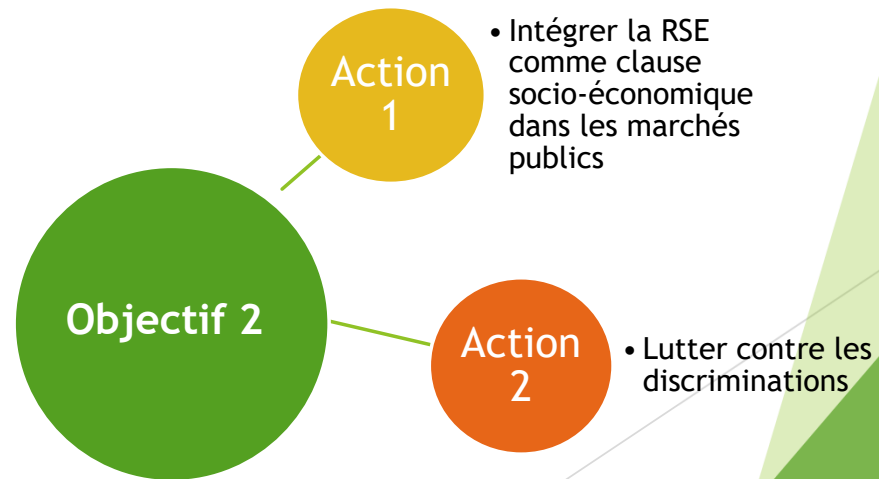 Action
1
• Intégrer la RSE
comme clause
socio-économique
dans les marchés
publics
Objectif 2
Action
2
• Lutter contre les
discriminations